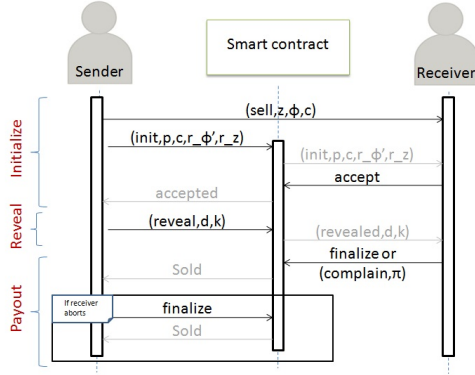 Sender
Smart contract
Receiver
Initialize
(sell,z,ϕ,c)
(init,p,c,r_ϕ',r_z)
(init,p,c,r_ϕ',r_z)
accept
accepted
Reveal
(reveal,d,k)
(revealed,d,k)
Payout
finalize or
(complain,π)
Sold
If receiver
aborts
finalize
Sold